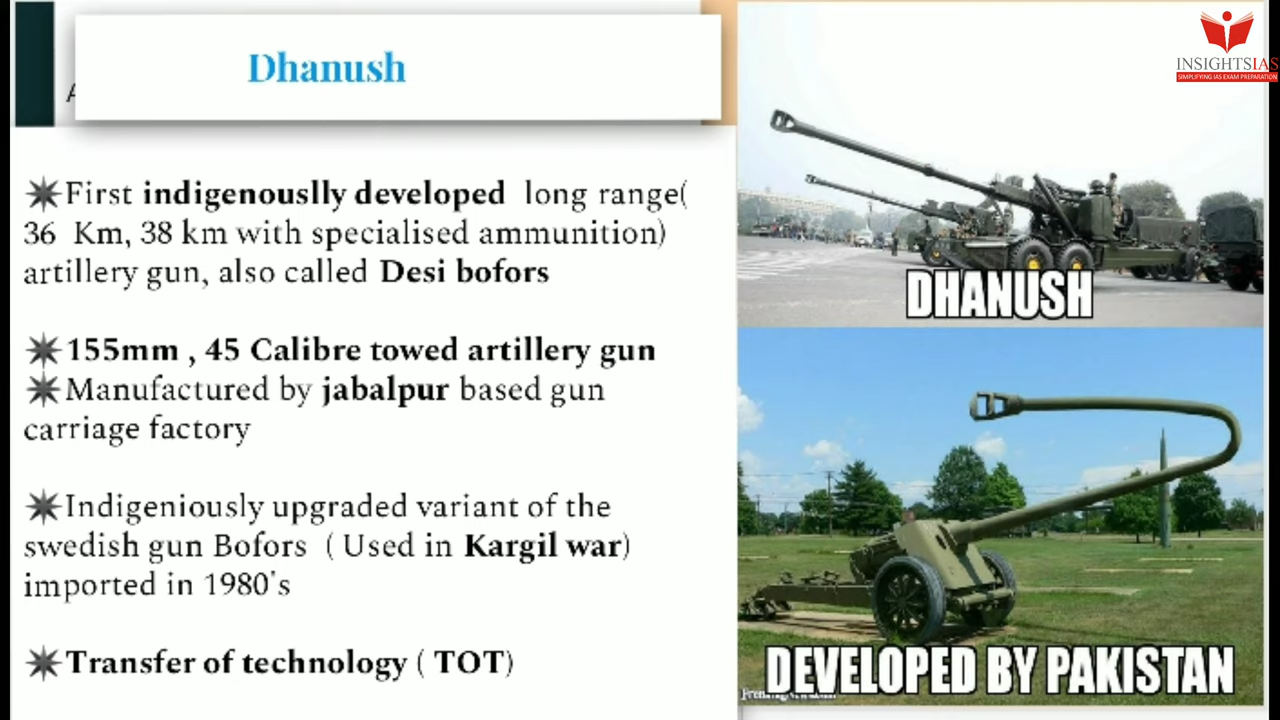 Dhanush
A
✷First indigenouslly developed long range(
36 Km, 38 km with specialised ammunition)
artillery gun, also called Desi bofors
✷155mm , 45 Calibre towed artillery gun
✷Manufactured by jabalpur based gun
carriage factory
✷Indigeniously upgraded variant of the
swedish gun Bofors ( Used in Kargil war)
imported in 1980's
✷Transfer of technology ( TOT)
INSIGHTSIAS
SIMPLIFYING IAS EXAM PREPARATION
DHANUSH
DEVELOPED BY PAKISTAN